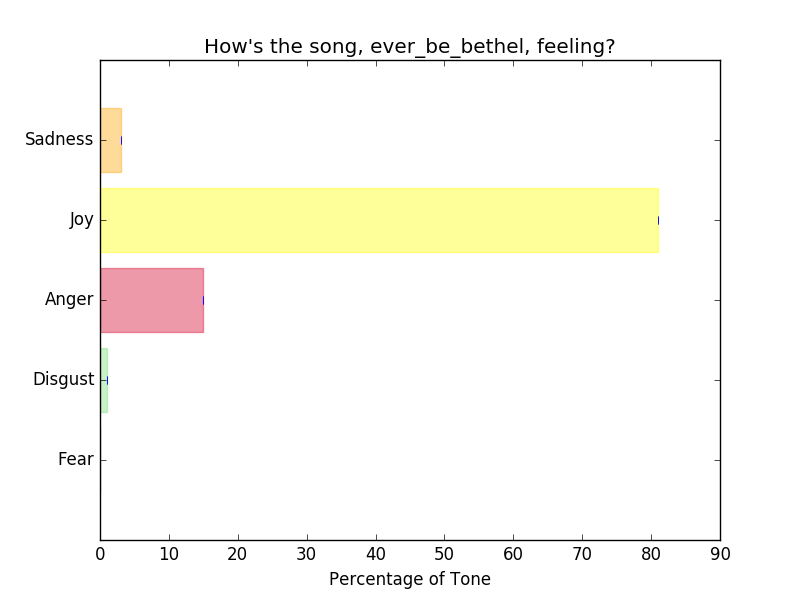 How's the song, ever_be_bethel, feeling?
Sadness
Joy
Anger
Disgust
Fear
0 10 20 30 40 50 60 70 80 90
Percentage of Tone